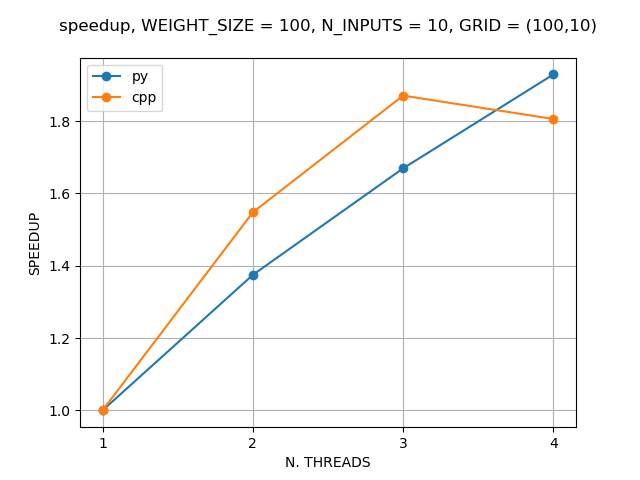 speedup, WEIGHT_SIZE = 100, N_INPUTS = 10, GRID = (100,10)
py
cpp
1.8
1.6
1.4
1.2
1.0
SPEEDUP
1 2 3 4
N. THREADS